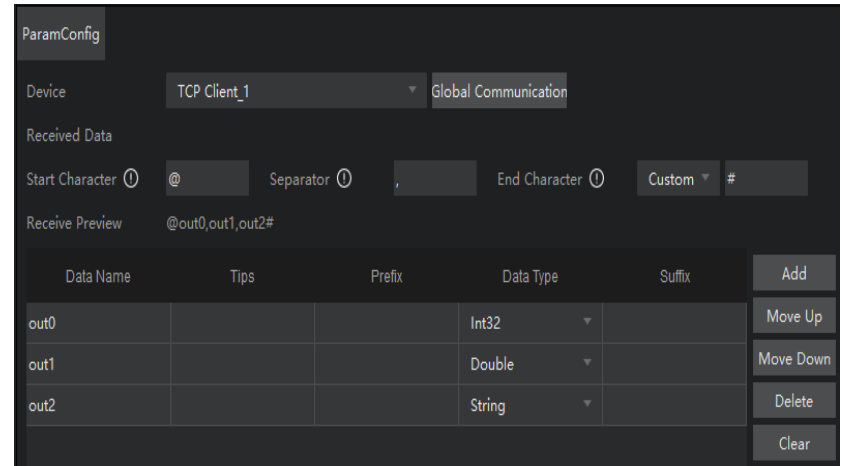 ParamConfig
Device TCP Client_1 Global Communication
Received Data
Start Character @ Separator , End Character Custom #
Receive Preview @out0,out1,out2#
Data Name Tips Prefix Data Type Suffix Add
out0 Int32 Move Up
out1 Double Move Down
out2 String Delete
Clear